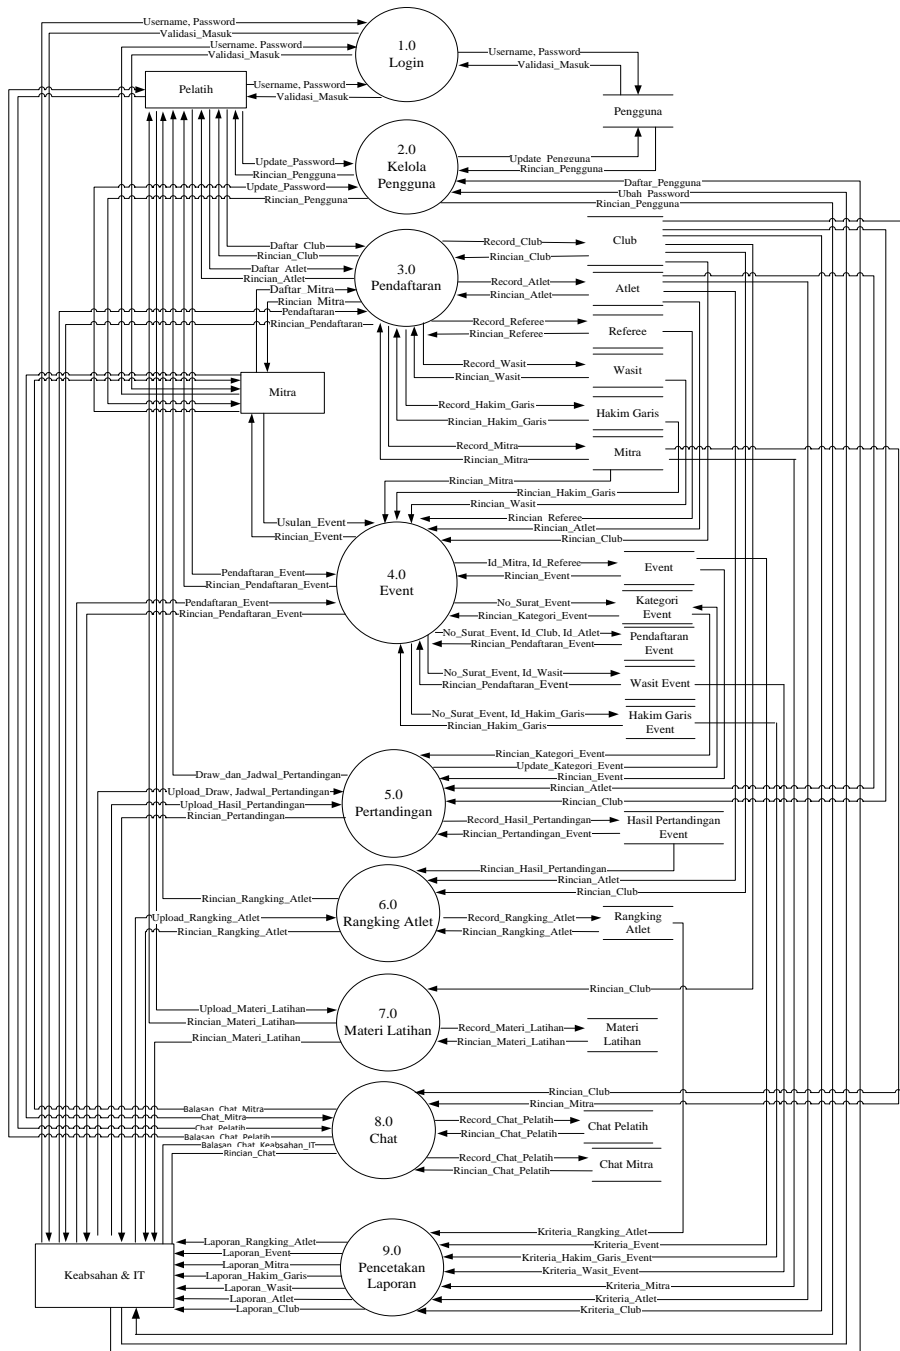 Username, Password
Validasi_Masuk
Username. Password
Validasi_Masuk
1.0
Login
Username, Password
Validasi_Masuk
Pelatih
Username, Password
Validasi_Masuk
Pengguna
2.0
Kelola
Pengguna
Update_Password
Rincian_Pengguna
Update_Password
Rincian_Pengguna
Update_Pengguna
Rincian_Pengguna
Daftar_Pengguna
Ubah_Password
Rincian_Pengguna
Daftar_Club
Rincian_Club
Daftar_Atlet
Rincian_Atlet
Daftar_Mitra
Rincian_Mitra
Pendaftaran
Rincian_Pendaftaran
3.0
Pendaftaran
Record_Club
Rincian_Club
Club
Record_Atlet
Rincian_Atlet
Atlet
Record_Referee
Rincian_Referee
Referee
Record_Wasit
Rincian_Wasit
Wasit
Mitra
Record_Hakim_Garis
Rincian_Hakim_Garis
Hakim Garis
Record_Mitra
Rincian_Mitra
Mitra
Rincian_Mitra
Rincian_Hakim_Garis
Rincian_Wasit
Rincian_Referee
Rincian_Atlet
Rincian_Club
Usulan_Event
Rincian_Event
4.0
Event
Pendaftaran_Event
Rincian_Pendaftaran_Event
Pendaftaran_Event
Rincian_Pendaftaran_Event
Id_Mitra, Id_Referee
Rincian_Event
Event
No_Surat_Event
Rincian_Kategori_Event
Kategori
Event
No_Surat_Event, Id_Club, Id_Atlet
Rincian_Pendaftaran_Event
Pendaftaran
Event
No_Surat_Event, Id_Wasit
Rincian_Pendaftaran_Event
Wasit Event
No_Surat_Event, Id_Hakim_Garis
Rincian_Hakim_Garis
Hakim Garis
Event
Rincian_Kategori_Event
Update_Kategori_Event
Rincian_Event
Rincian_Atlet
Rincian_Club
Draw_dan_Jadwal_Pertandingan
Upload_Draw, Jadwal_Pertandingan
Upload_Hasil_Pertandingan
Rincian_Pertandingan
5.0
Pertandingan
Record_Hasil_Pertandingan
Rincian_Pertandingan_Event
Hasil Pertandingan
Event
Rincian_Hasil_Pertandingan
Rincian_Atlet
Rincian_Club
Rincian_Rangking_Atlet
Upload_Rangking_Atlet
Rincian_Rangking_Atlet
6.0
Rangking Atlet
Record_Rangking_Atlet
Rincian_Rangking_Atlet
Rangking
Atlet
Rincian_Club
Upload_Materi_Latihan
Rincian_Materi_Latihan
Rincian_Materi_Latihan
7.0
Materi Latihan
Record_Materi_Latihan
Rincian_Materi_Latihan
Materi
Latihan
Rincian_Club
Rincian_Mitra
Balasan_Chat_Mitra
Chat_Mitra
Chat_Pelatih
Balasan_Chat_Pelatih
Balasan_Chat_Keabsahan_IT
Rincian_Chat
8.0
Chat
Record_Chat_Pelatih
Rincian_Chat_Pelatih
Chat Pelatih
Record_Chat_Pelatih
Rincian_Chat_Pelatih
Chat Mitra
Keabsahan & IT
Laporan_Rangking_Atlet
Laporan_Event
Laporan_Mitra
Laporan_Hakim_Garis
Laporan_Wasit
Laporan_Atlet
Laporan_Club
9.0
Pencetakan
Laporan
Kriteria_Rangking_Atlet
Kriteria_Event
Kriteria_Hakim_Garis_Event
Kriteria_Wasit_Event
Kriteria_Mitra
Kriteria_Atlet
Kriteria_Club